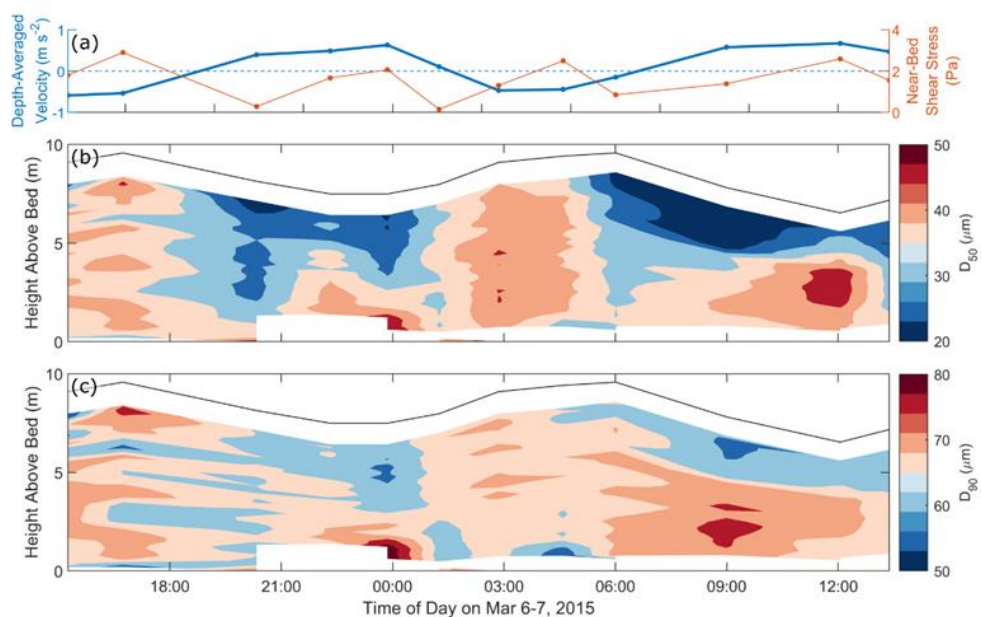 (a)
Depth-Averaged
Velocity (m s⁻²)
1
0
-1
4
2
0
Near-Bed
Shear Stress
(Pa)
(b)
10
5
0
Height Above Bed (m)
50
40
30
20
D₅₀ (μm)
(c)
10
5
0
Height Above Bed (m)
80
70
60
50
D₉₀ (μm)
18:00 21:00 00:00 03:00 06:00 09:00 12:00
Time of Day on Mar 6-7, 2015